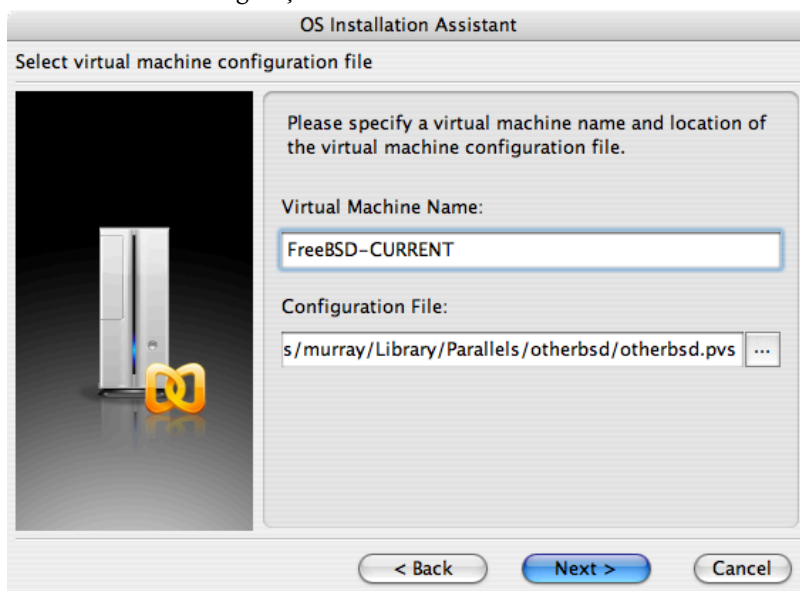 OS Installation Assistant
Select virtual machine configuration file
Please specify a virtual machine name and location of
the virtual machine configuration file.
Virtual Machine Name:
FreeBSD-CURRENT
Configuration File:
s/murray/Library/Parallels/otherbsd/otherbsd.pvs ...
< Back Next > Cancel